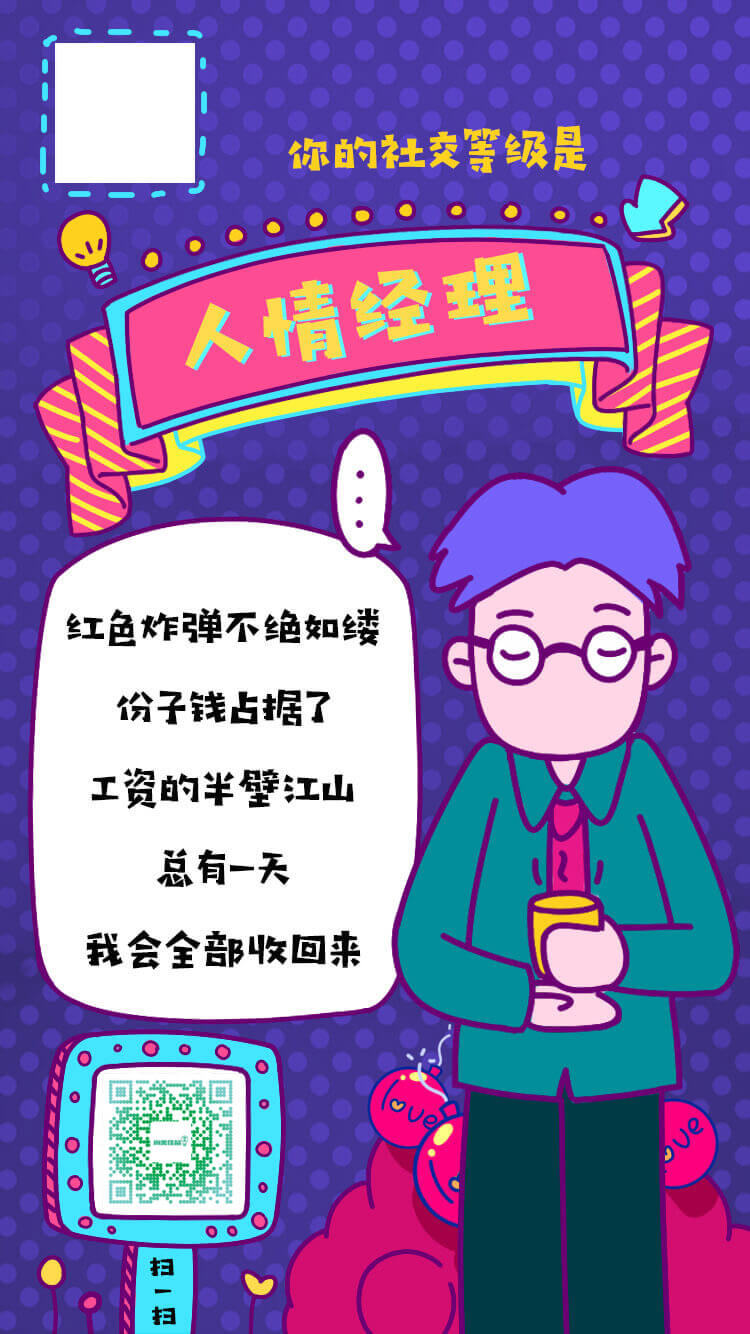 你的社交等级是
人情经理
红色炸弹不绝如缕
份子钱占据了
工资的半壁江山
总有一天
我会全部收回来
love
ove
扫一扫